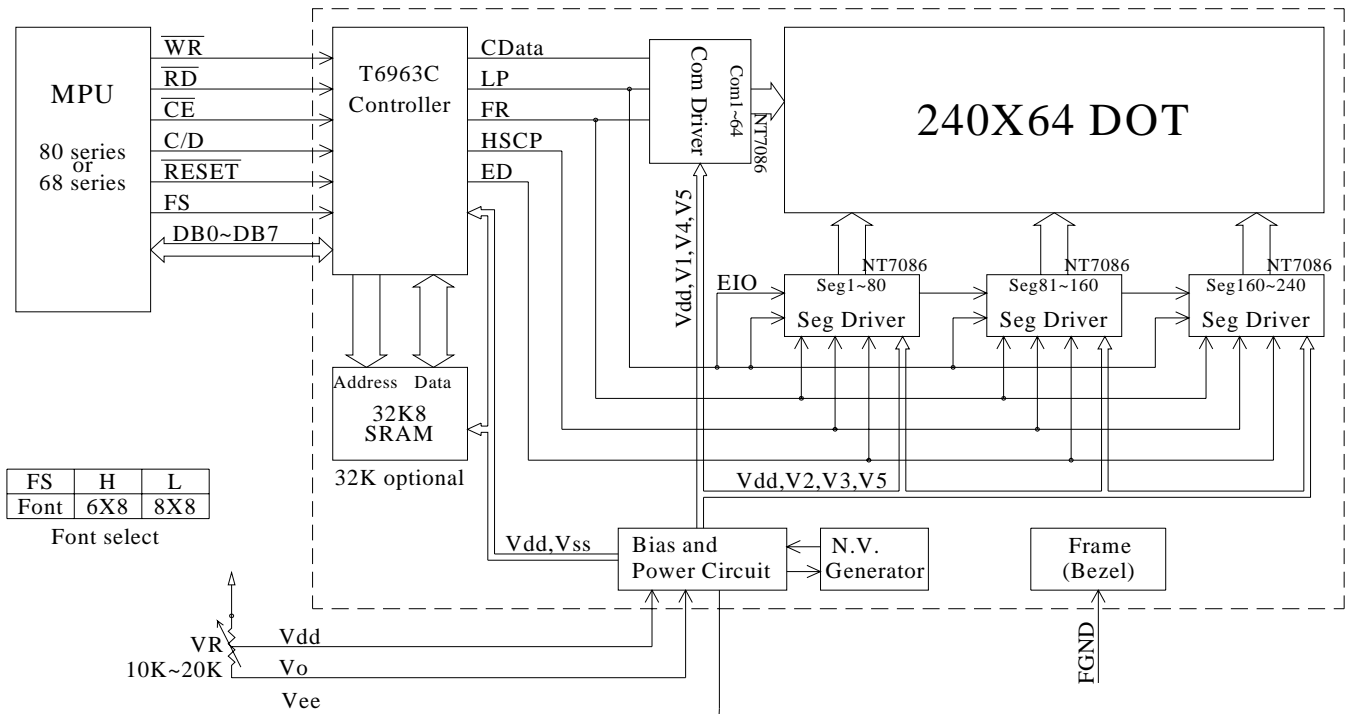 MPU
80 series
or
68 series
WR
RD
CE
C/D
RESET
FS
DB0~DB7
T6963C
Controller
CData
LP
FR
HSCP
ED
Com Driver
Com1~64
NT7086
240X64 DOT
Vdd,V1,V4,V5
EIO
NT7086
Seg1~80
Seg Driver
NT7086
Seg81~160
Seg Driver
NT7086
Seg160~240
Seg Driver
Address Data
32K8
SRAM
32K optional
FS H L
Font 6X8 8X8
Font select
Vdd,V2,V3,V5
Vdd,Vss
Bias and
Power Circuit
N.V.
Generator
Frame
(Bezel)
FGND
VR
10K~20K
Vdd
Vo
Vee